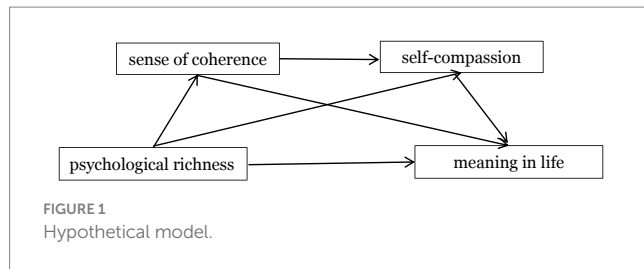 sense of coherence
self-compassion
psychological richness
meaning in life
FIGURE 1
Hypothetical model.